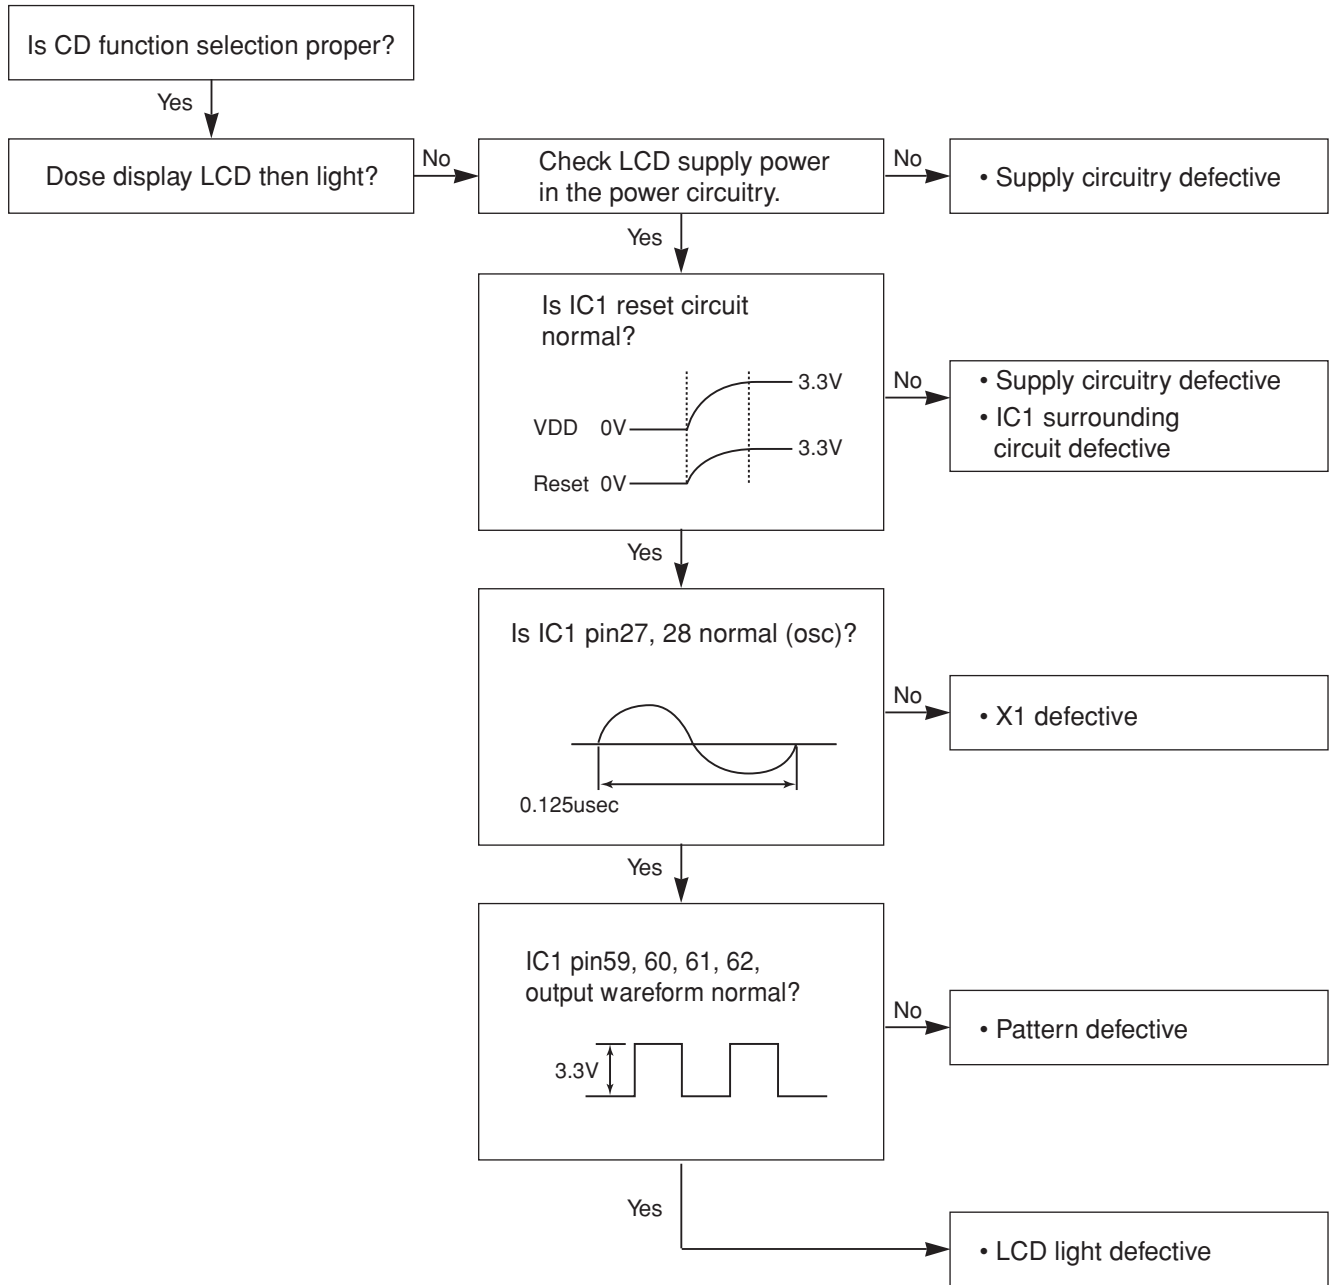 Is CD function selection proper?
Yes
Dose display LCD then light?
No
Check LCD supply power
in the power circuitry.
No
• Supply circuitry defective
Yes
Is IC1 reset circuit
normal?
3.3V
VDD 0V
3.3V
Reset 0V
No
• Supply circuitry defective
• IC1 surrounding
circuit defective
Yes
Is IC1 pin27, 28 normal (osc)?
0.125usec
No
• X1 defective
Yes
IC1 pin59, 60, 61, 62,
output wareform normal?
3.3V
No
• Pattern defective
Yes
• LCD light defective